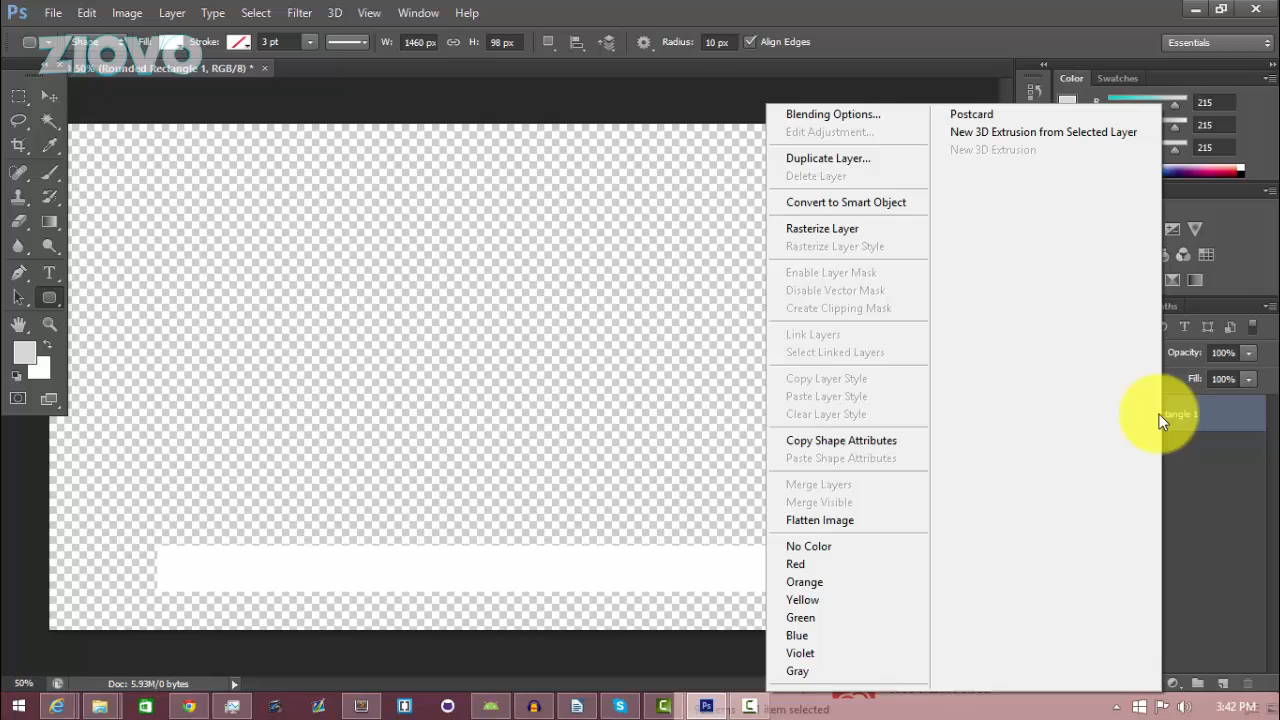 Ps File Edit Image Layer Type Select Filter 3D View Window Help
Shape Fill: Stroke: 3 pt W: 1460 px H: 98 px Radius: 10 px Align Edges Essentials
ZIOVO
50% (Rounded Rectangle 1, RGB/8) * ×
Color Swatches
R 215
215
215
Blending Options...
Edit Adjustment...
Duplicate Layer...
Delete Layer
Convert to Smart Object
Rasterize Layer
Rasterize Layer Style
Enable Layer Mask
Disable Vector Mask
Create Clipping Mask
Link Layers
Select Linked Layers
Copy Layer Style
Paste Layer Style
Clear Layer Style
Copy Shape Attributes
Paste Shape Attributes
Merge Layers
Merge Visible
Flatten Image
No Color
Red
Orange
Yellow
Green
Blue
Violet
Gray
Postcard
New 3D Extrusion from Selected Layer
New 3D Extrusion
ths
Opacity: 100%
Fill: 100%
tangle 1
50% Doc: 5.93M/0 bytes
item selected
3:42 PM